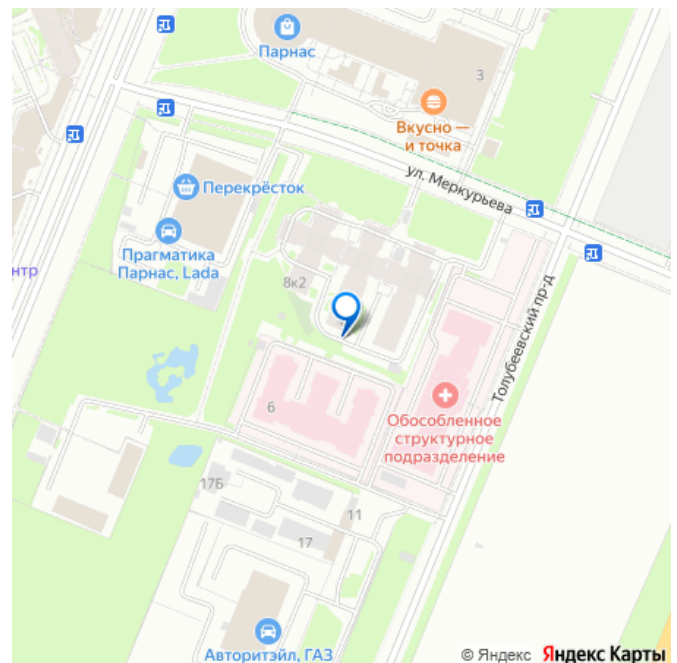 Парнас
3
Вкусно —
и точка
ул. Меркурьева
Перекрёсток
Прагматика
Парнас, Lada
нтр
8к2
Толубеевский пр-д
6
Обособленное
структурное
подразделение
17Б
11
17
Авторитэйл, ГАЗ
© Яндекс Яндекс Карты